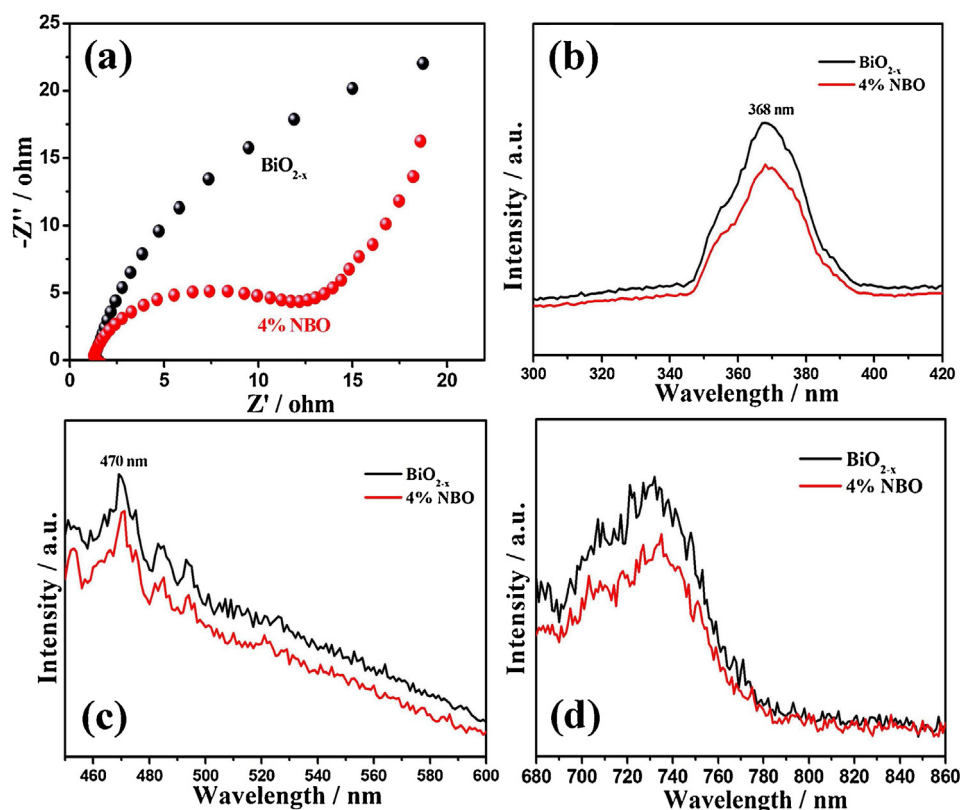 (a)
25
20
15
10
5
0
-Z'' / ohm
BiO2-x
4% NBO
0 5 10 15 20
Z' / ohm
(b)
BiO2-x
4% NBO
368 nm
Intensity / a.u.
300 320 340 360 380 400 420
Wavelength / nm
470 nm
BiO2-x
4% NBO
Intensity / a.u.
(c)
460 480 500 520 540 560 580 600
Wavelength / nm
BiO2-x
4% NBO
Intensity / a.u.
(d)
680 700 720 740 760 780 800 820 840 860
Wavelength / nm